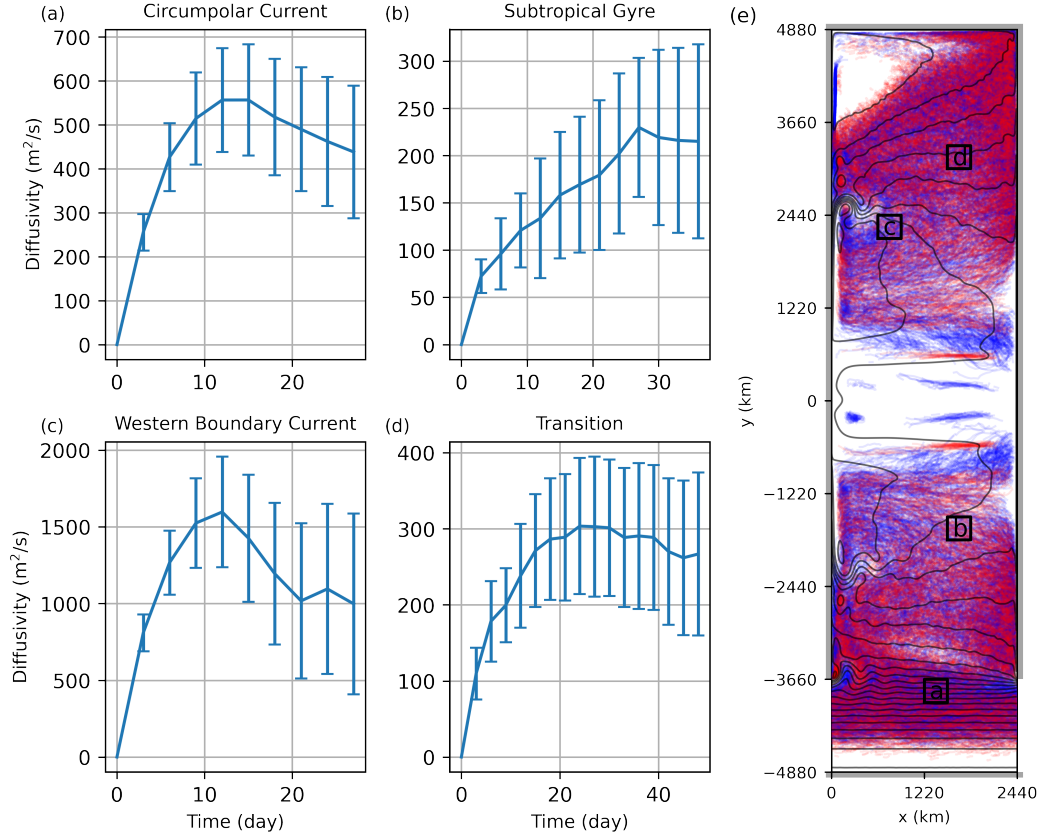 (a) Circumpolar Current
700
600
500
400
300
200
100
0
Diffusivity (m²/s)
0 10 20
(b) Subtropical Gyre
300
250
200
150
100
50
0
0 10 20 30
(c) Western Boundary Current
2000
1500
1000
500
0
Diffusivity (m²/s)
0 10 20
Time (day)
(d) Transition
400
300
200
100
0
0 20 40
Time (day)
(e)
4880
3660
2440
1220
0
−1220
−2440
−3660
−4880
y (km)
d
c
b
a
0 1220 2440
x (km)